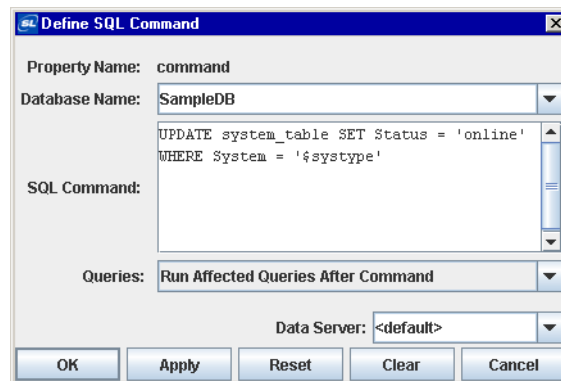 SL Define SQL Command
Property Name: command
Database Name: SampleDB
UPDATE system_table SET Status = 'online'
WHERE System = '$systype'
SQL Command:
Queries: Run Affected Queries After Command
Data Server: <default>
OK Apply Reset Clear Cancel